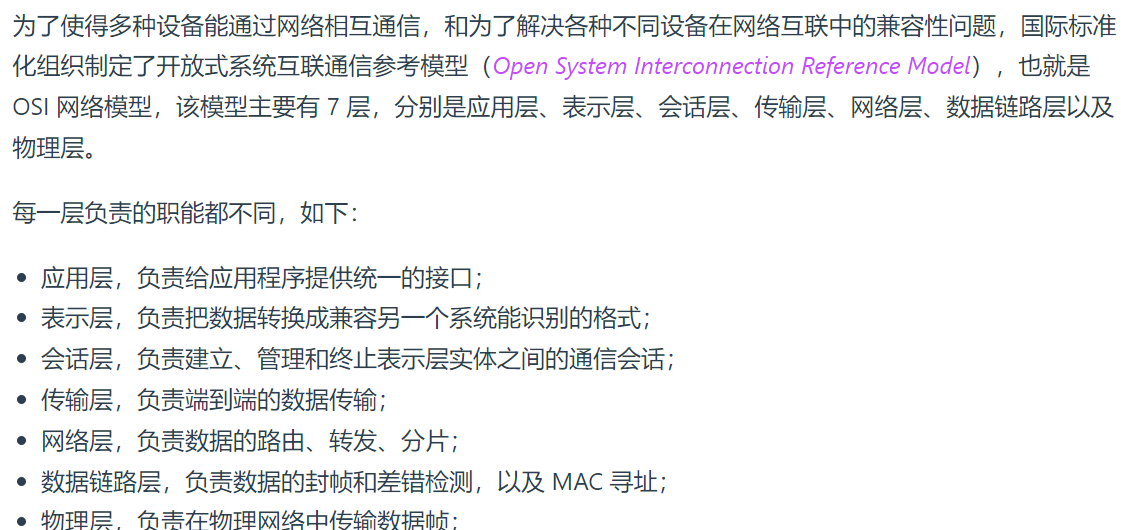 为了使得多种设备能通过网络相互通信，和为了解决各种不同设备在网络互联中的兼容性问题，国际标准
化组织制定了开放式系统互联通信参考模型（Open System Interconnection Reference Model），也就是
OSI 网络模型，该模型主要有 7 层，分别是应用层、表示层、会话层、传输层、网络层、数据链路层以及
物理层。
每一层负责的职能都不同，如下：
• 应用层，负责给应用程序提供统一的接口；
• 表示层，负责把数据转换成兼容另一个系统能识别的格式；
• 会话层，负责建立、管理和终止表示层实体之间的通信会话；
• 传输层，负责端到端的数据传输；
• 网络层，负责数据的路由、转发、分片；
• 数据链路层，负责数据的封帧和差错检测，以及 MAC 寻址；
• 物理层，负责在物理网络中传输数据帧；